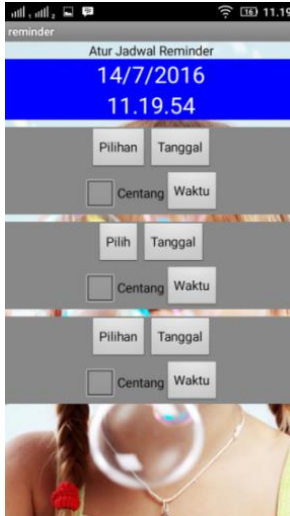 11.19
reminder
Atur Jadwal Reminder
14/7/2016
11.19.54
Pilihan Tanggal
Centang Waktu
Pilih Tanggal
Centang Waktu
Pilihan Tanggal
Centang Waktu